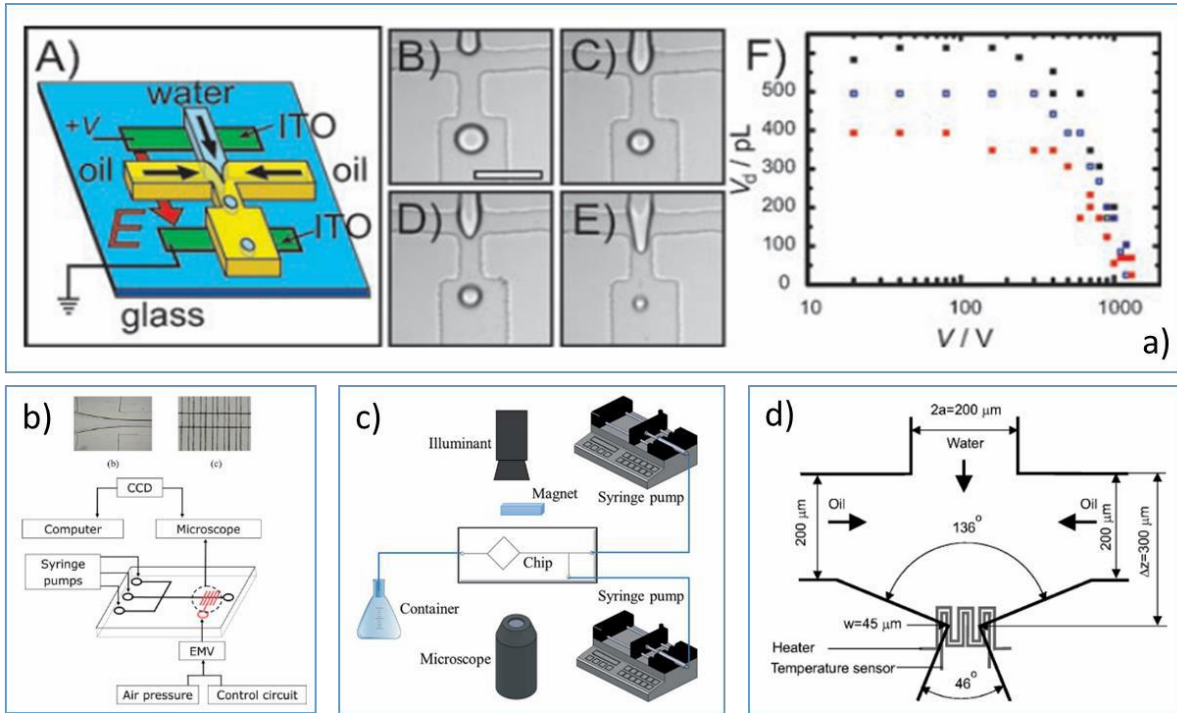 A)
water
+V
ITO
oil
oil
E
ITO
glass
B)
C)
D)
E)
F)
V_d / pL
500
400
300
200
100
0
10
100
1000
V / V
a)
b)
(b)
(c)
CCD
Computer
Microscope
Syringe
pumps
EMV
Air pressure
Control circuit
c)
Illuminant
Magnet
Syringe pump
Chip
Container
Syringe pump
Microscope
d)
2a=200 μm
Water
Oil
Oil
200 μm
136°
200 μm
Δz=300 μm
w=45 μm
Heater
Temperature sensor
46°